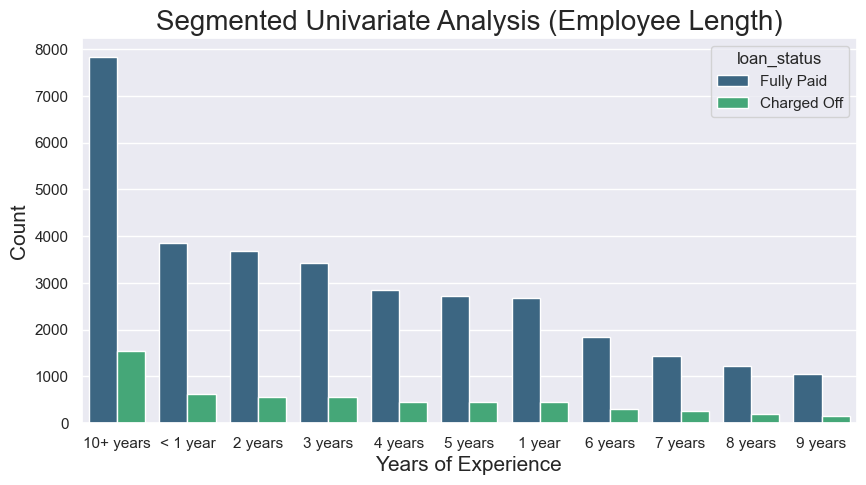 Segmented Univariate Analysis (Employee Length)
loan_status
Fully Paid
Charged Off
8000
7000
6000
5000
4000
3000
2000
1000
0
Count
10+ years < 1 year 2 years 3 years 4 years 5 years 1 year 6 years 7 years 8 years 9 years
Years of Experience